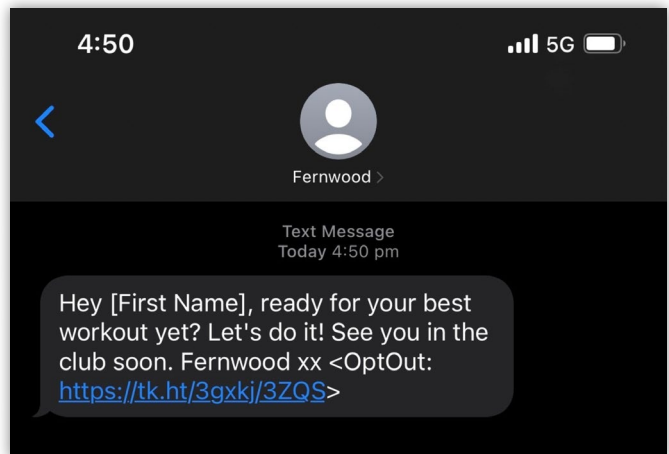 4:50 5G
Fernwood
Text Message
Today 4:50 pm
Hey [First Name], ready for your best
workout yet? Let's do it! See you in the
club soon. Fernwood xx <OptOut:
https://tk.ht/3gxkj/3ZQS>